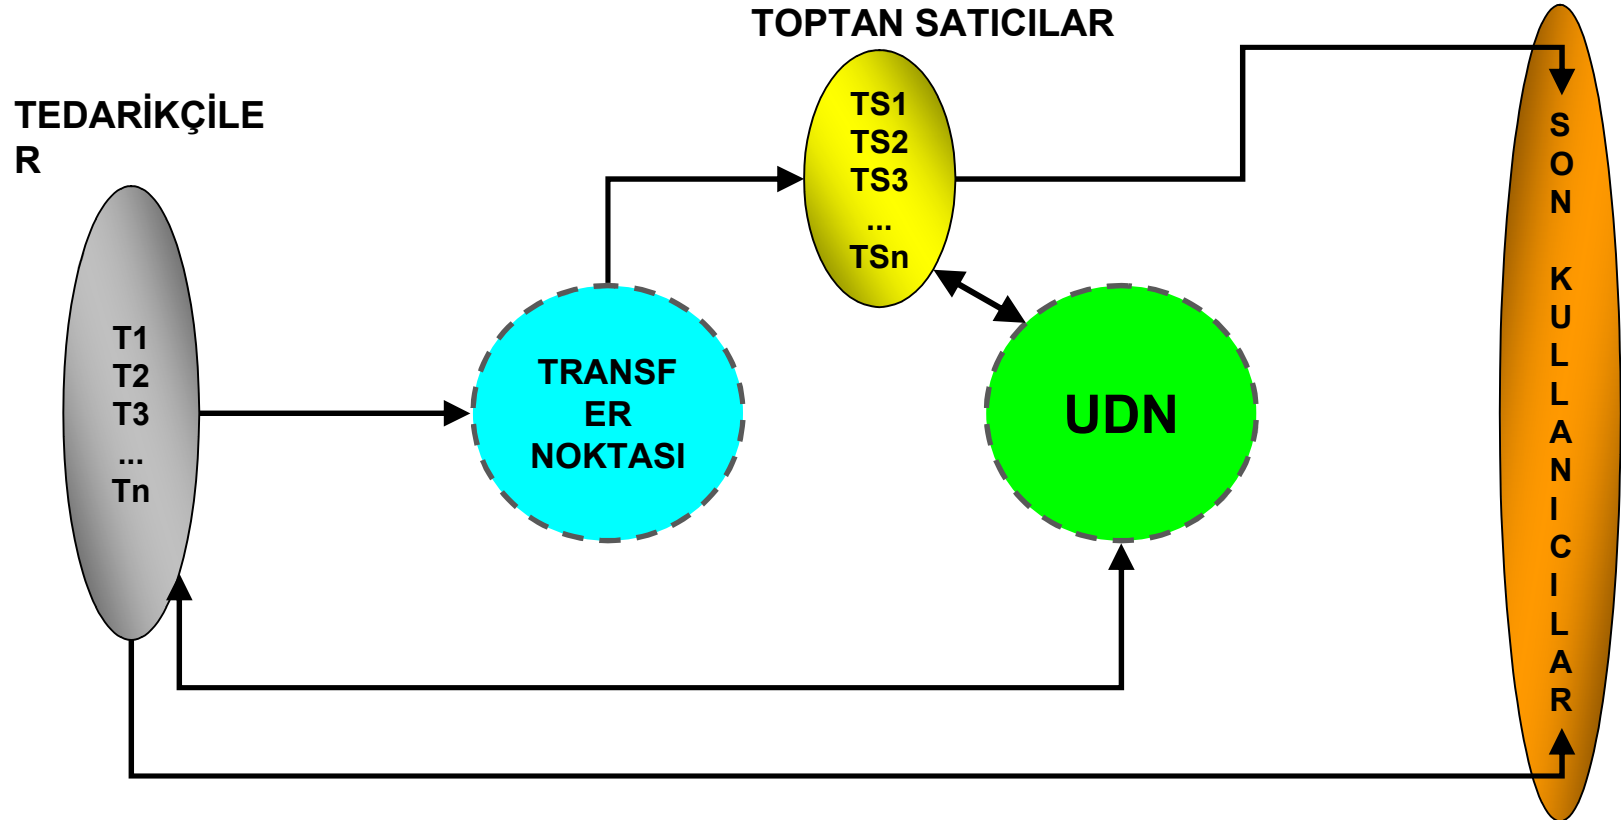 TOPTAN SATICILAR
TEDARİKÇİLE
R
TS1
TS2
TS3
...
TSn
T1
T2
T3
...
Tn
TRANSF
ER
NOKTASI
UDN
S
O
N
K
U
L
L
A
N
I
C
I
L
A
R